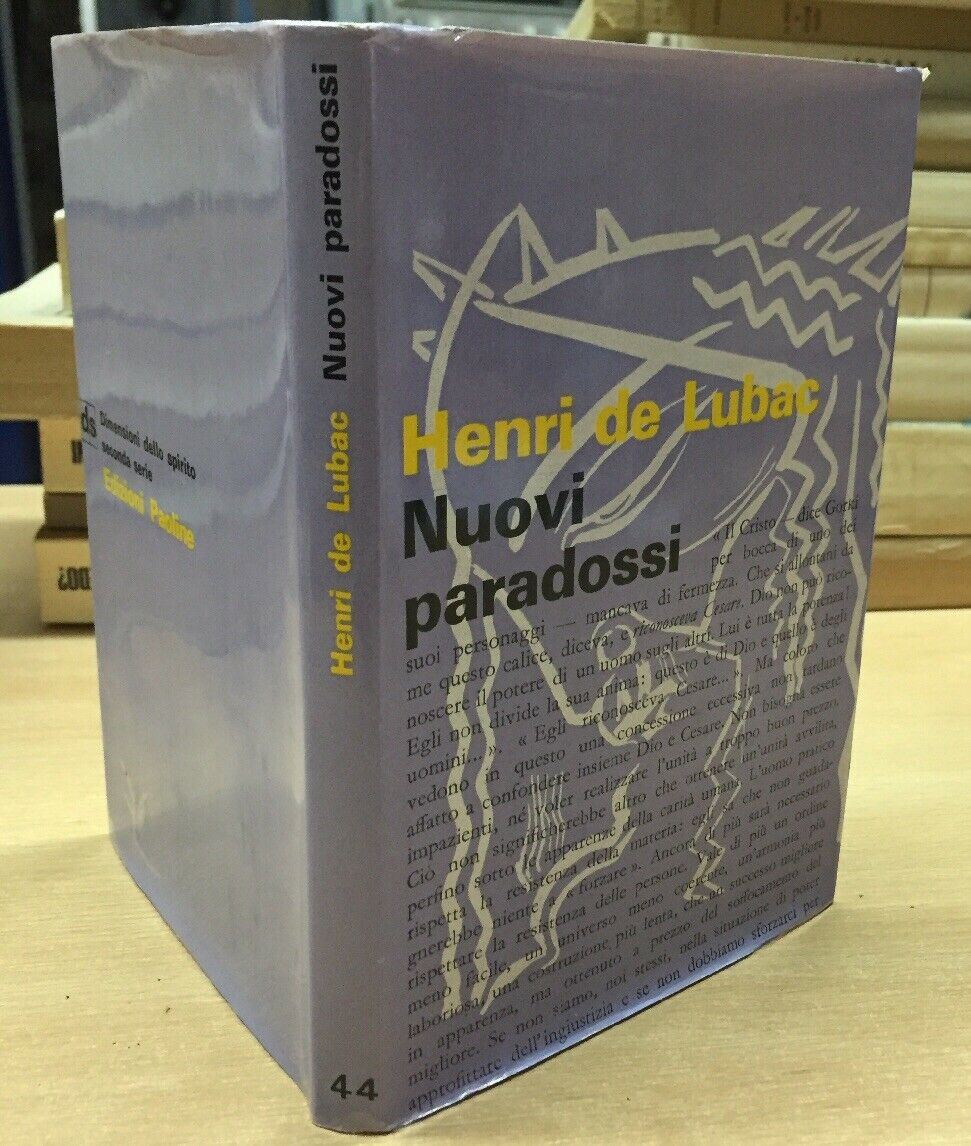 ds Dimensioni dello spirito
seconda serie
Edizioni Paoline
Henri de Lubac Nuovi paradossi
44
Henri de Lubac
Nuovi
paradossi
« Il Cristo — dice Gorki
per bocca di uno dei
suoi personaggi — mancava di fermezza. Che si allontani da
me questo calice, diceva, e riconosceva Cesare. Dio non può rico-
noscere il potere di un uomo sugli altri. Lui è tutta la potenza!
Egli non divide la sua anima: questo è di Dio e quello è degli
uomini... ». « Egli riconosceva Cesare... ». Ma coloro che
vedono in questo una concessione eccessiva non tardano
affatto a confondere insieme Dio e Cesare. Non bisogna essere
impazienti, né voler realizzare l'unità a troppo buon prezzo.
Ciò non significherebbe altro che ottenere un'unità avvilita,
perfino sotto le apparenze della carità umana. L'uomo pratico
rispetta la resistenza della materia: egli sa che non guada-
gnerebbe niente a « forzare ». Ancora di più sarà necessario
rispettare la resistenza delle persone. Vale di più un ordine
meno facile, un universo meno coerente, un'armonia più
laboriosa, una costruzione più lenta, che un successo migliore
in apparenza, ma ottenuto a prezzo del soffocamento del
migliore. Se non siamo, noi stessi, nella situazione di poter
approfittare dell'ingiustizia e se non dobbiamo sforzarci per